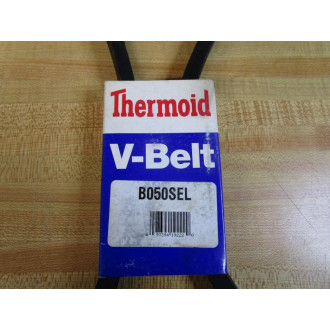 Thermoid
V-Belt
B050SEL